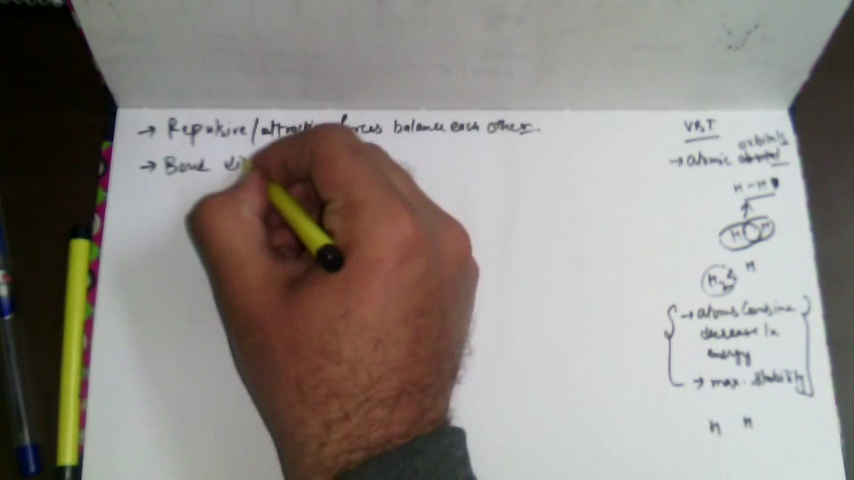 → Repulsive/attractive forces balance each other.
→ Bond
VBT
orbitals
→ atomic
H - H
H H
H
→ atoms combine
decrease in
energy
→ max. stability
H H